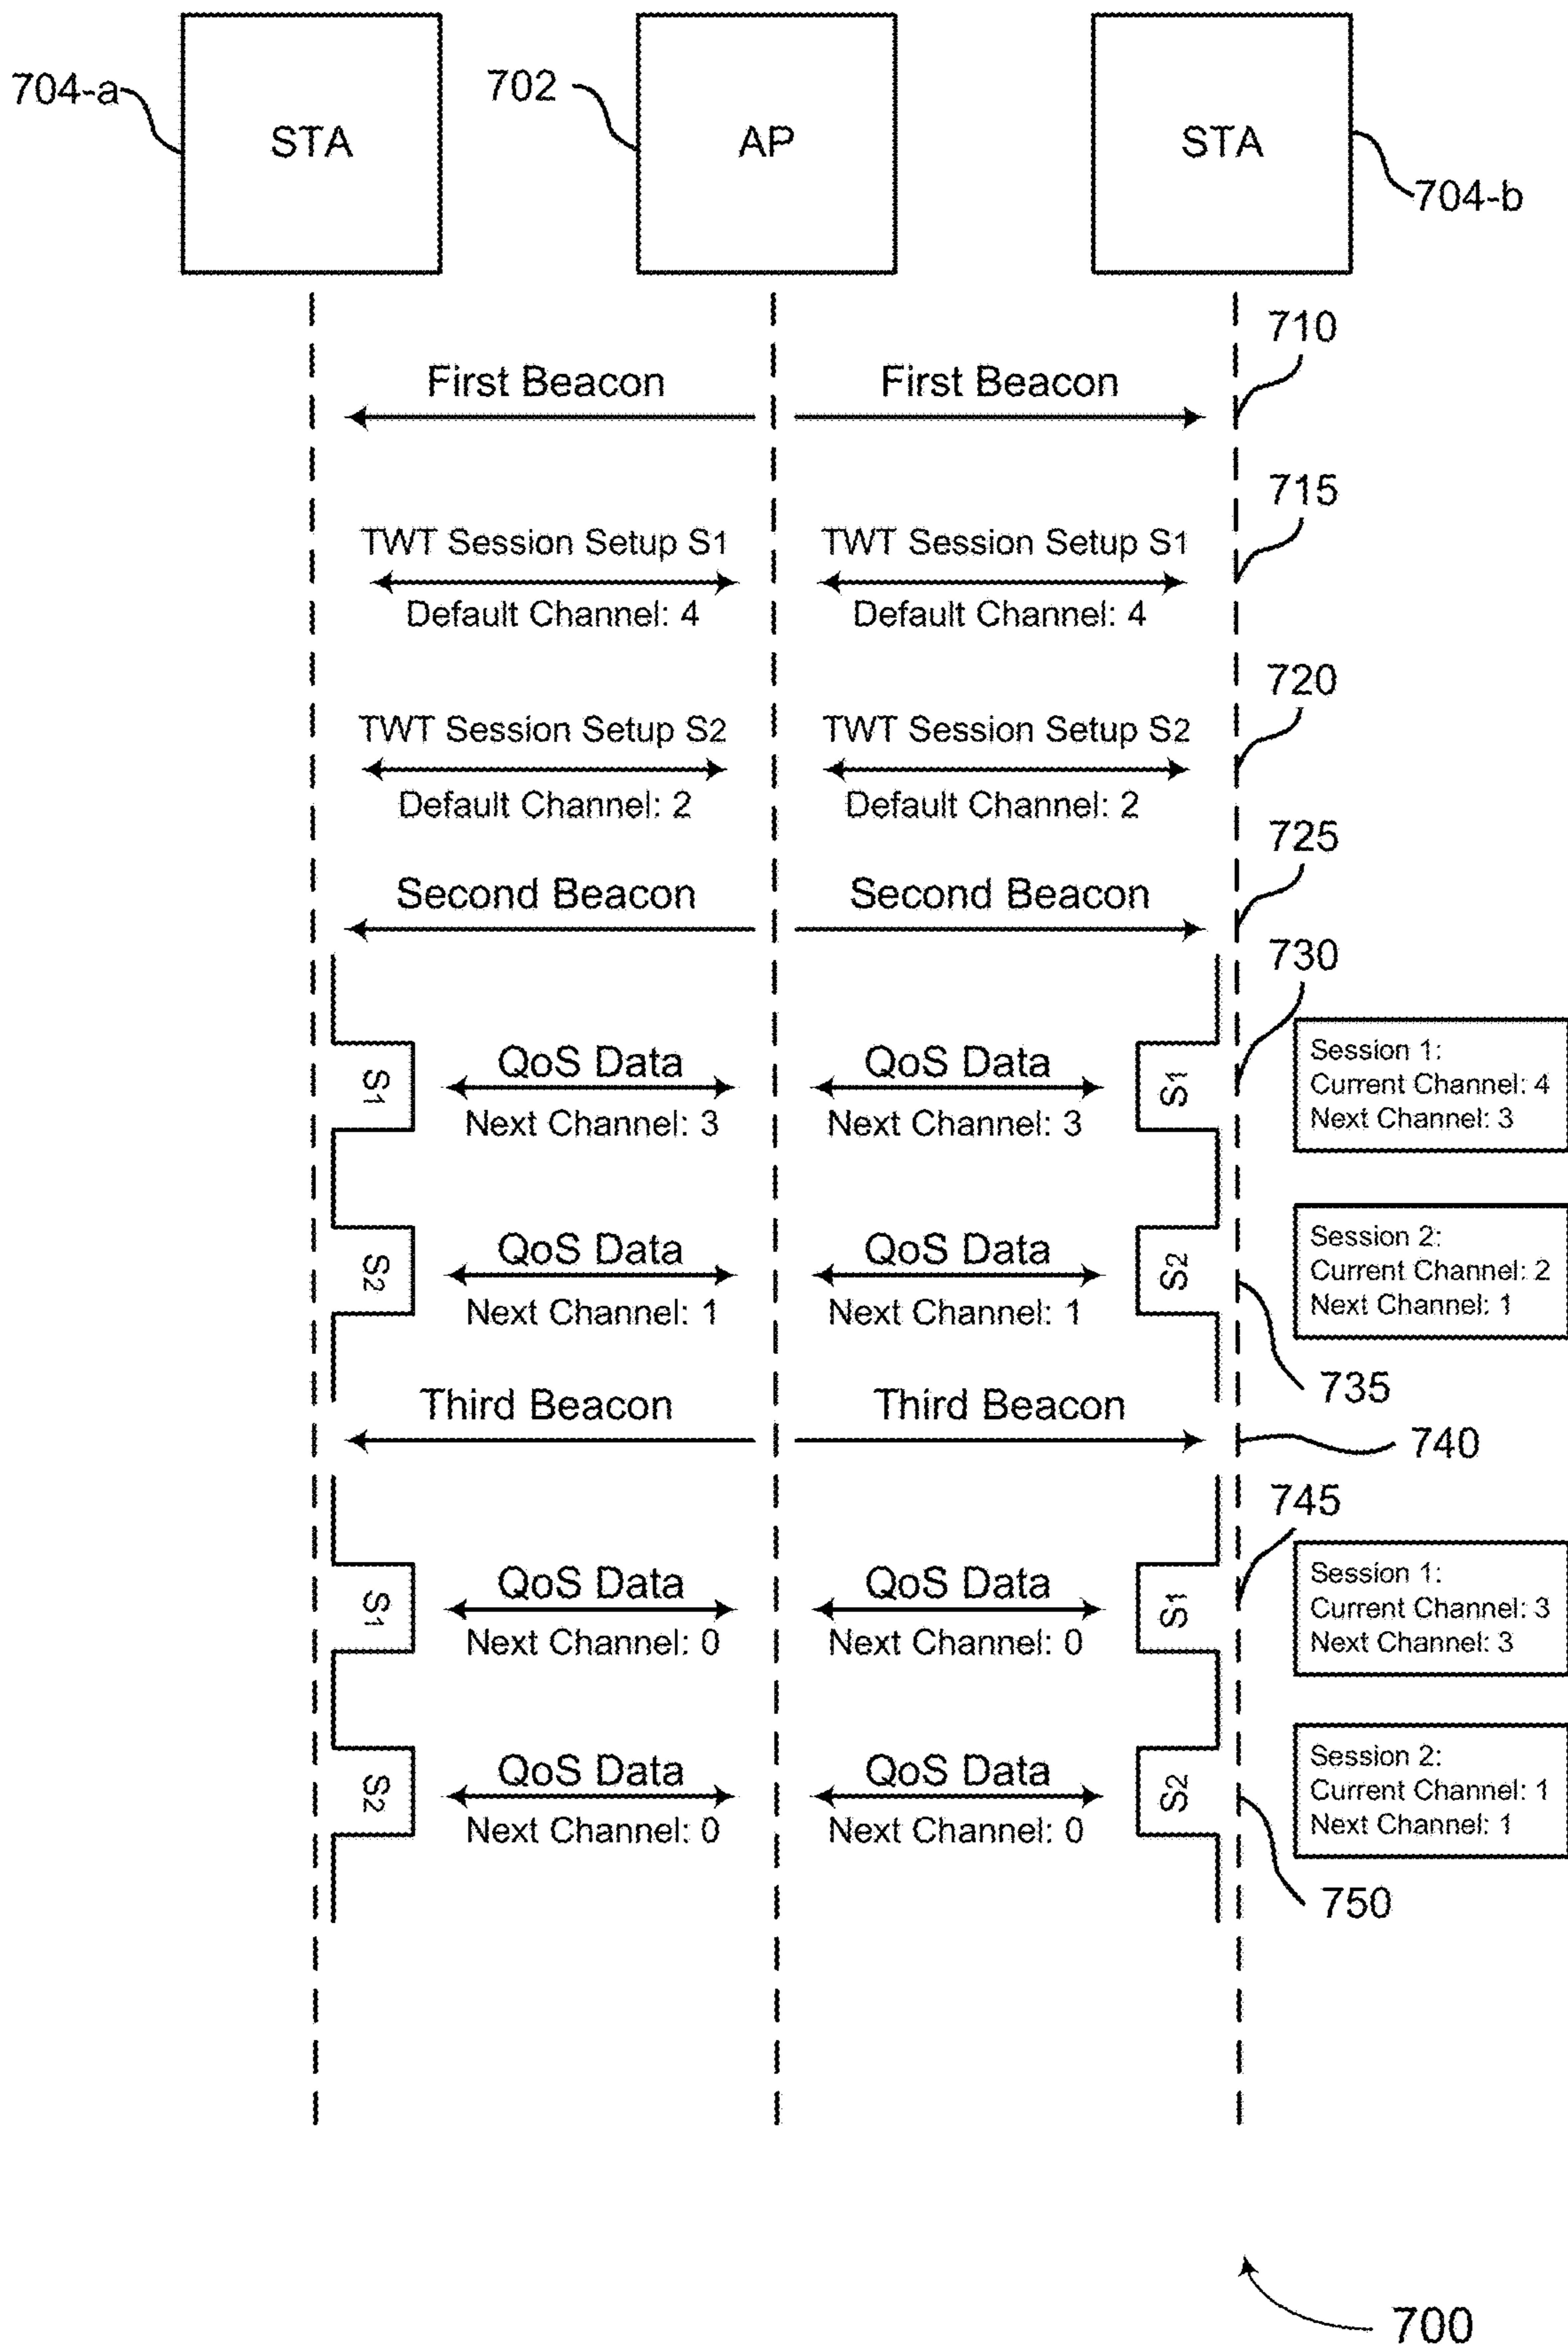 704-a
STA
702
AP
STA
704-b
710
First Beacon
First Beacon
715
TWT Session Setup S1
TWT Session Setup S1
Default Channel: 4
Default Channel: 4
720
TWT Session Setup S2
TWT Session Setup S2
Default Channel: 2
Default Channel: 2
725
Second Beacon
Second Beacon
730
S1
QoS Data
Next Channel: 3
QoS Data
Next Channel: 3
S1
Session 1:
Current Channel: 4
Next Channel: 3
S2
QoS Data
Next Channel: 1
QoS Data
Next Channel: 1
S2
Session 2:
Current Channel: 2
Next Channel: 1
735
Third Beacon
Third Beacon
740
745
S1
QoS Data
Next Channel: 0
QoS Data
Next Channel: 0
S1
Session 1:
Current Channel: 3
Next Channel: 3
S2
QoS Data
Next Channel: 0
QoS Data
Next Channel: 0
S2
Session 2:
Current Channel: 1
Next Channel: 1
750
700